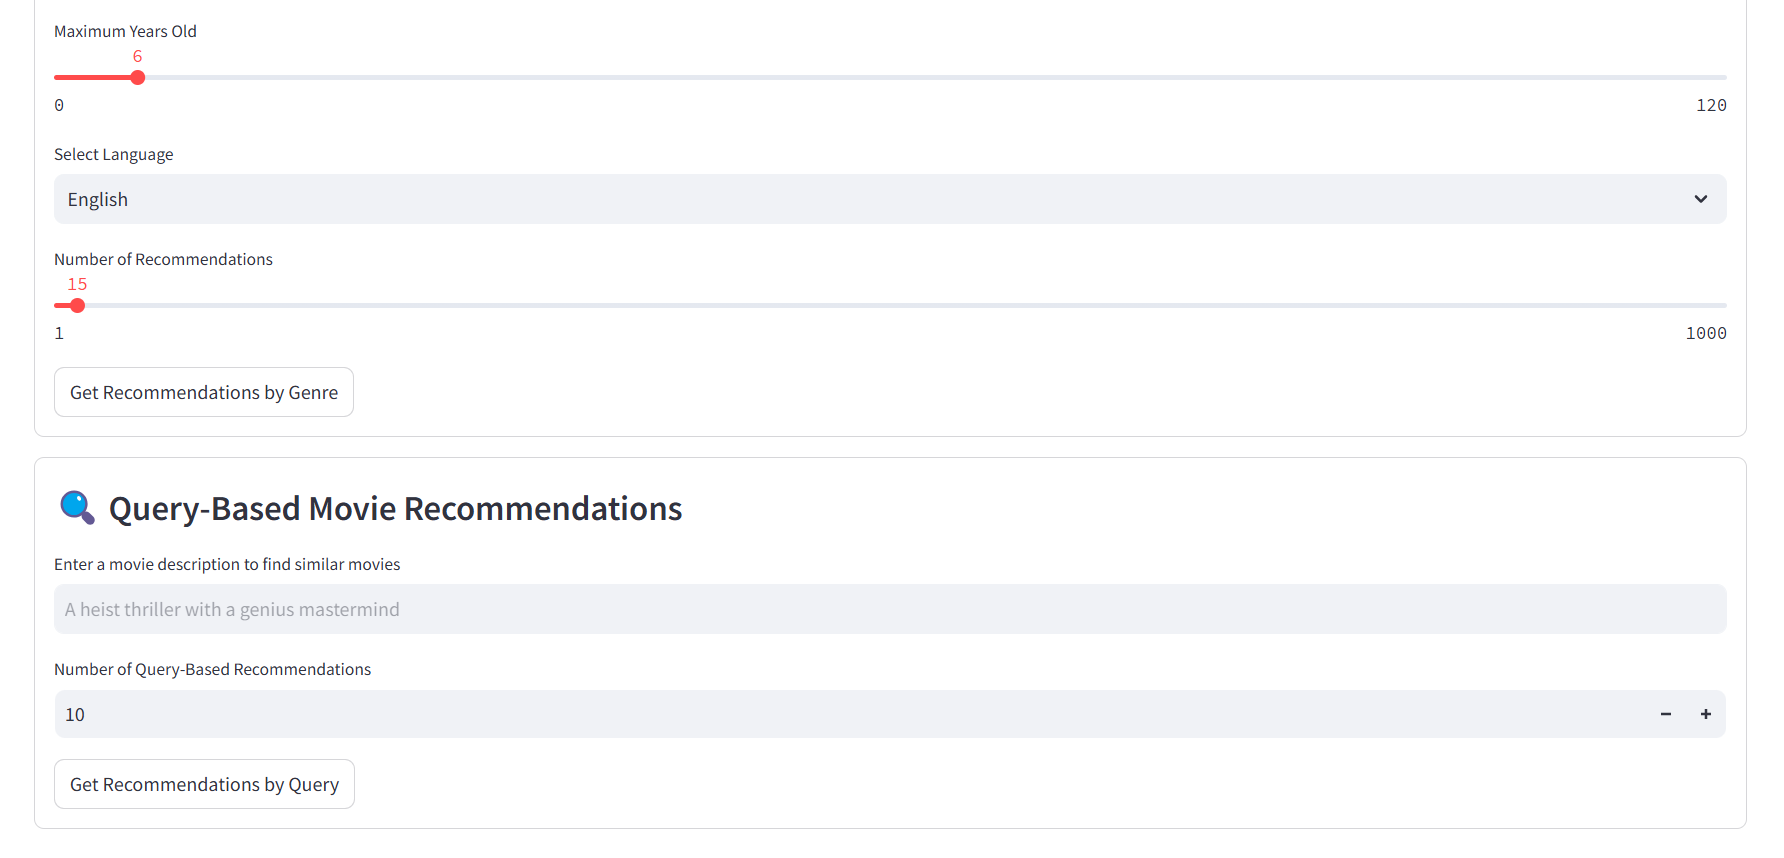 Maximum Years Old
6
0 120
Select Language
English
Number of Recommendations
15
1 1000
Get Recommendations by Genre
Query-Based Movie Recommendations
Enter a movie description to find similar movies
A heist thriller with a genius mastermind
Number of Query-Based Recommendations
10
Get Recommendations by Query